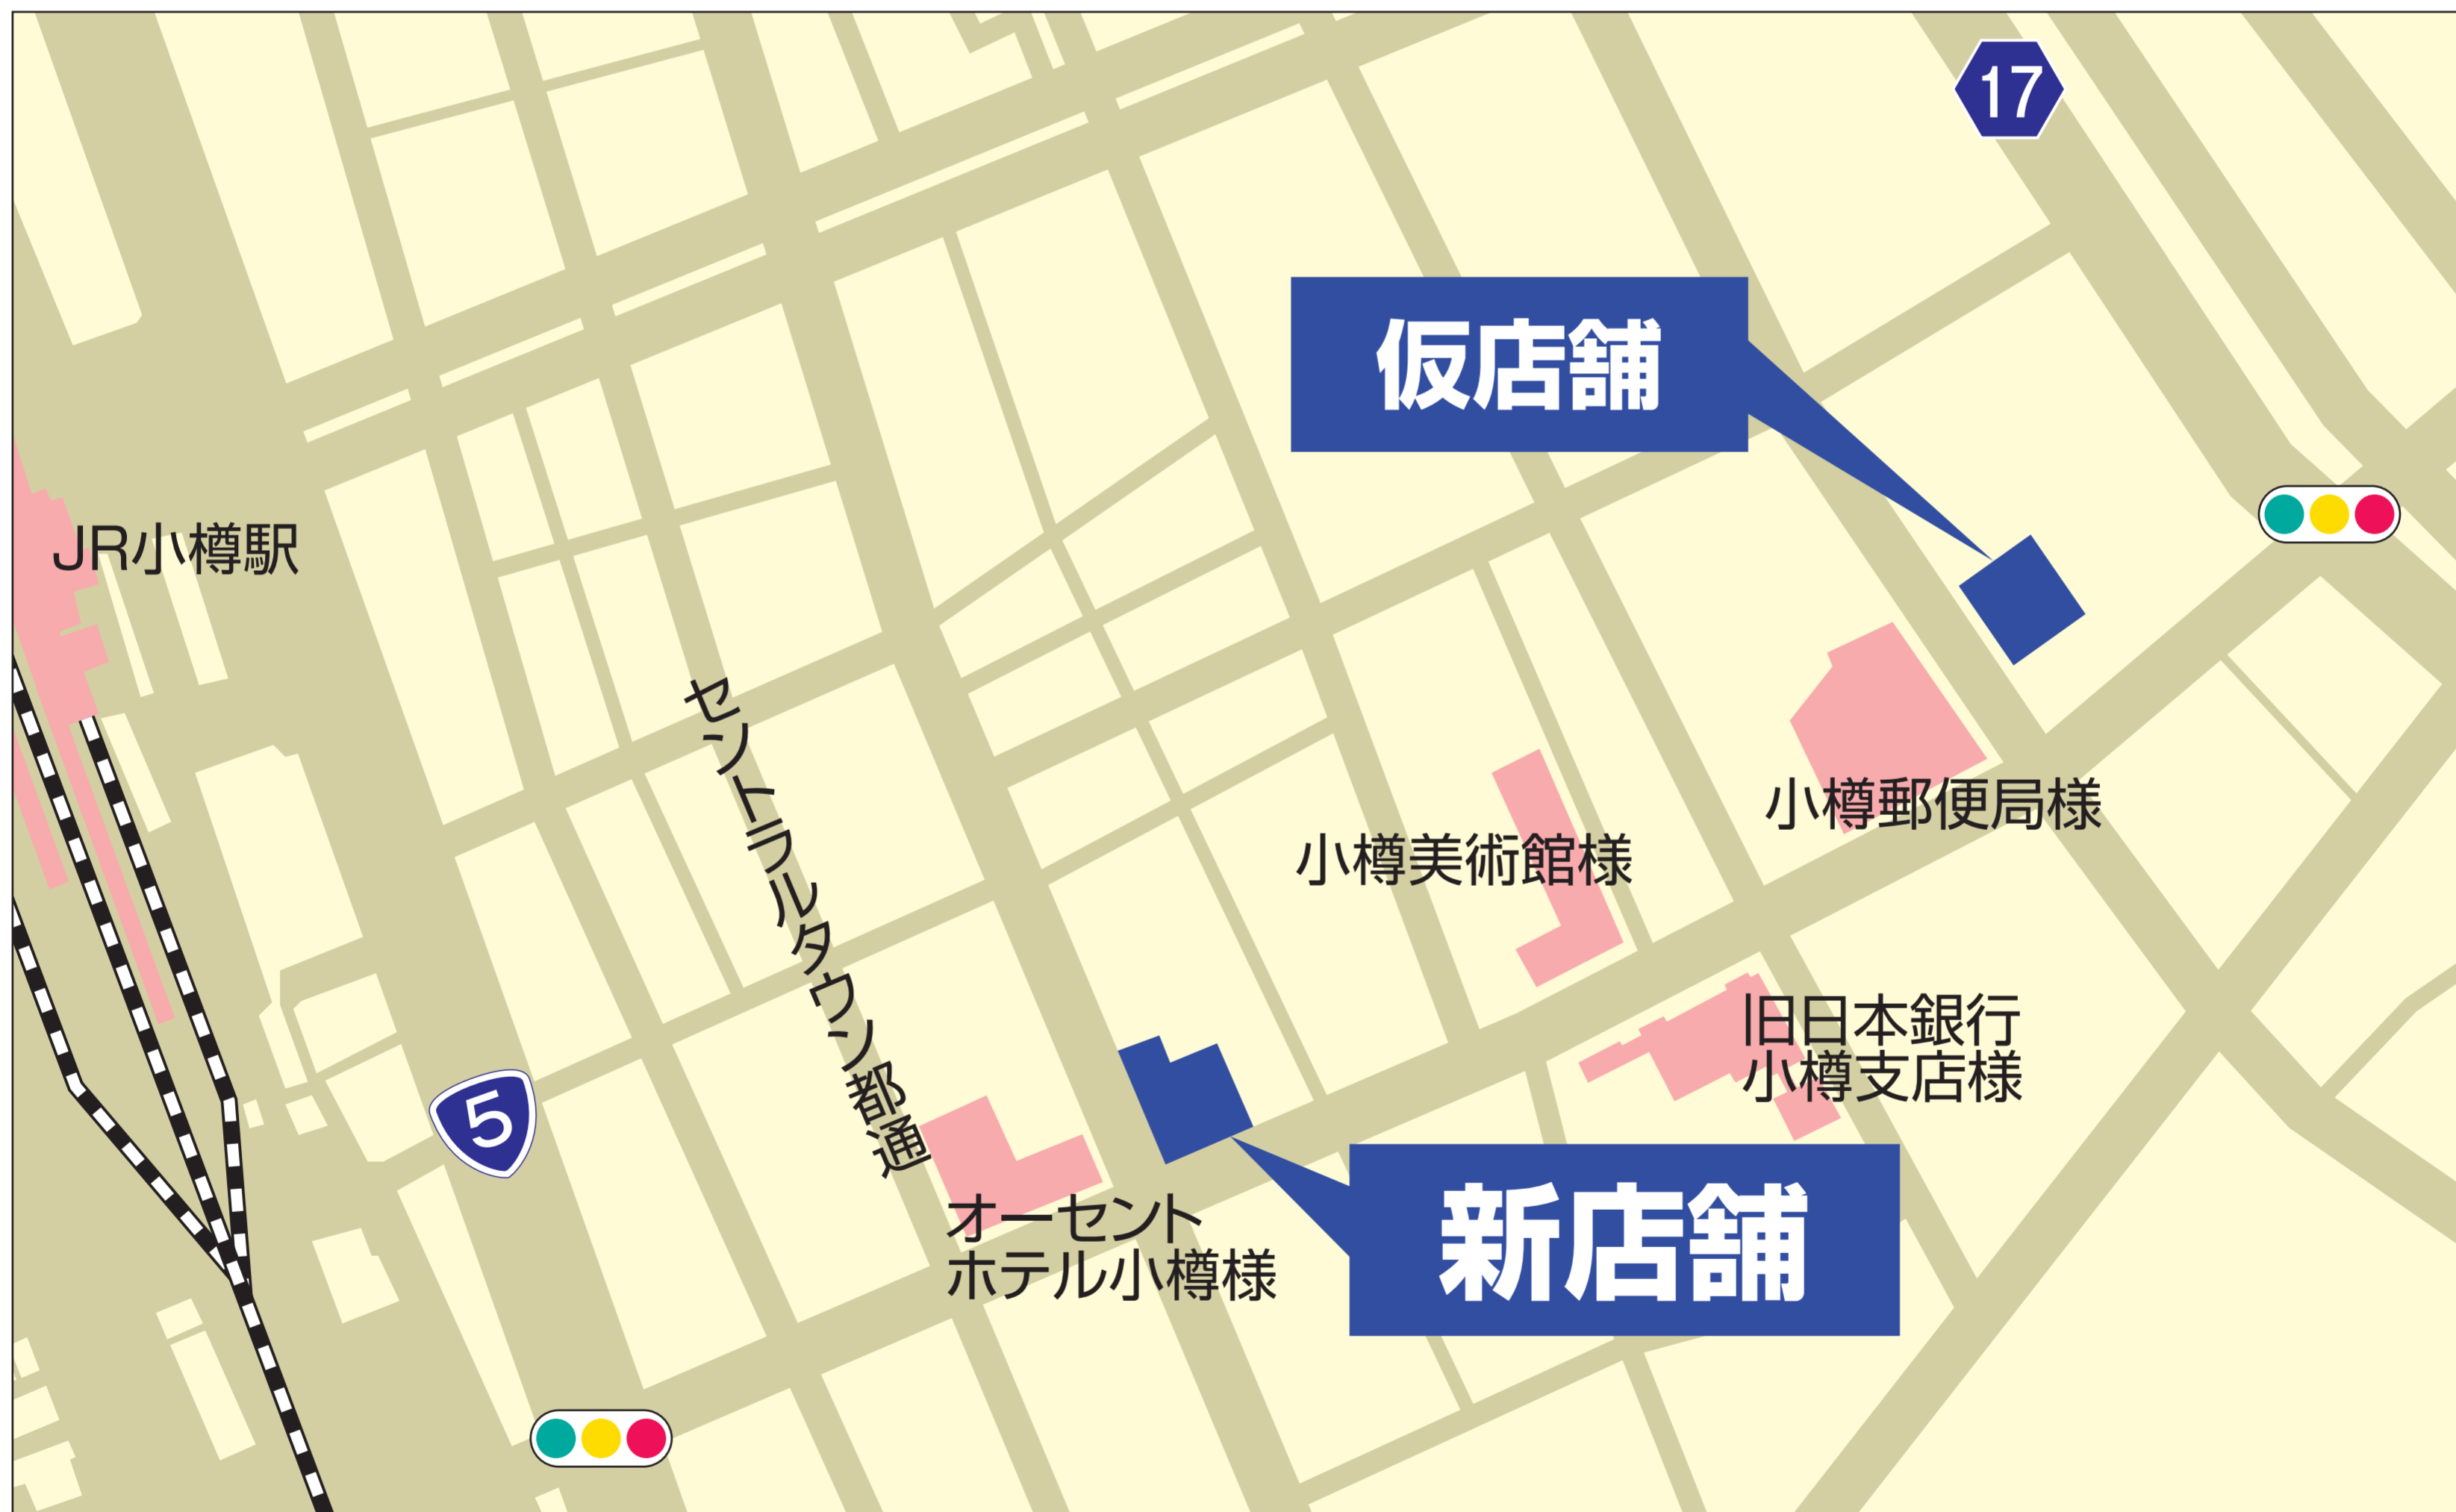 17
仮店舗
JR小樽駅
セントラルタウン都通
小樽郵便局様
小樽美術館様
旧日本銀行
小樽支店様
5
オーセント
ホテル小樽様
新店舗